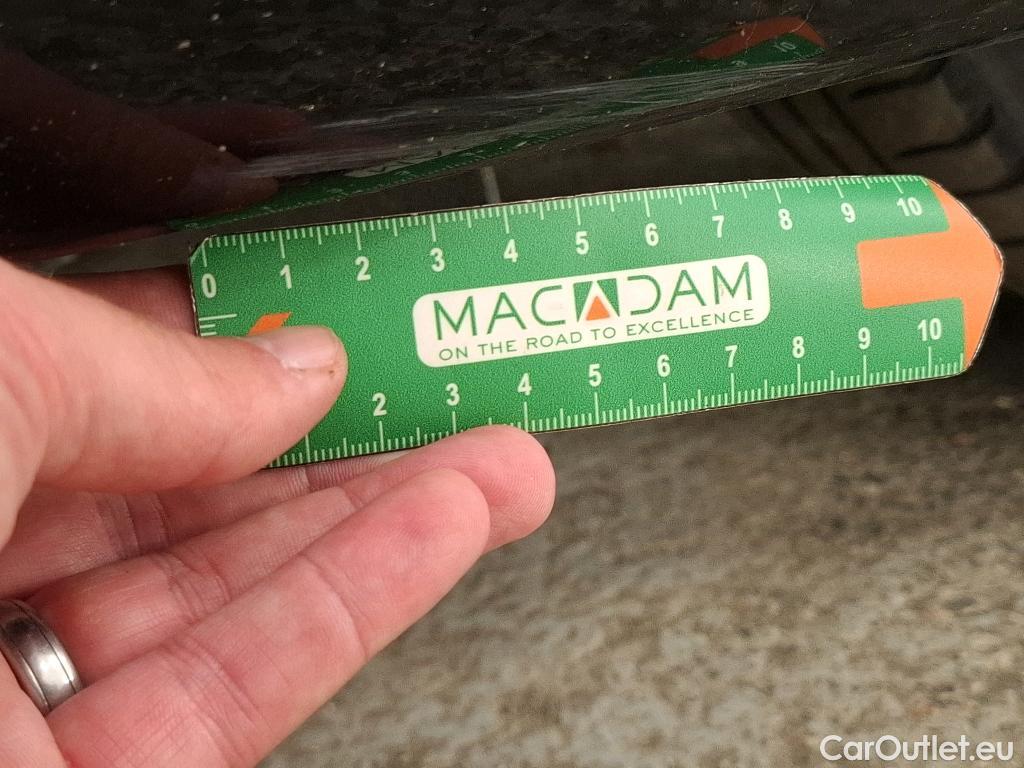 0 1 2 3 4 5 6 7 8 9 10
MACADAM
ON THE ROAD TO EXCELLENCE
2 3 4 5 6 7 8 9 10
CarOutlet.eu